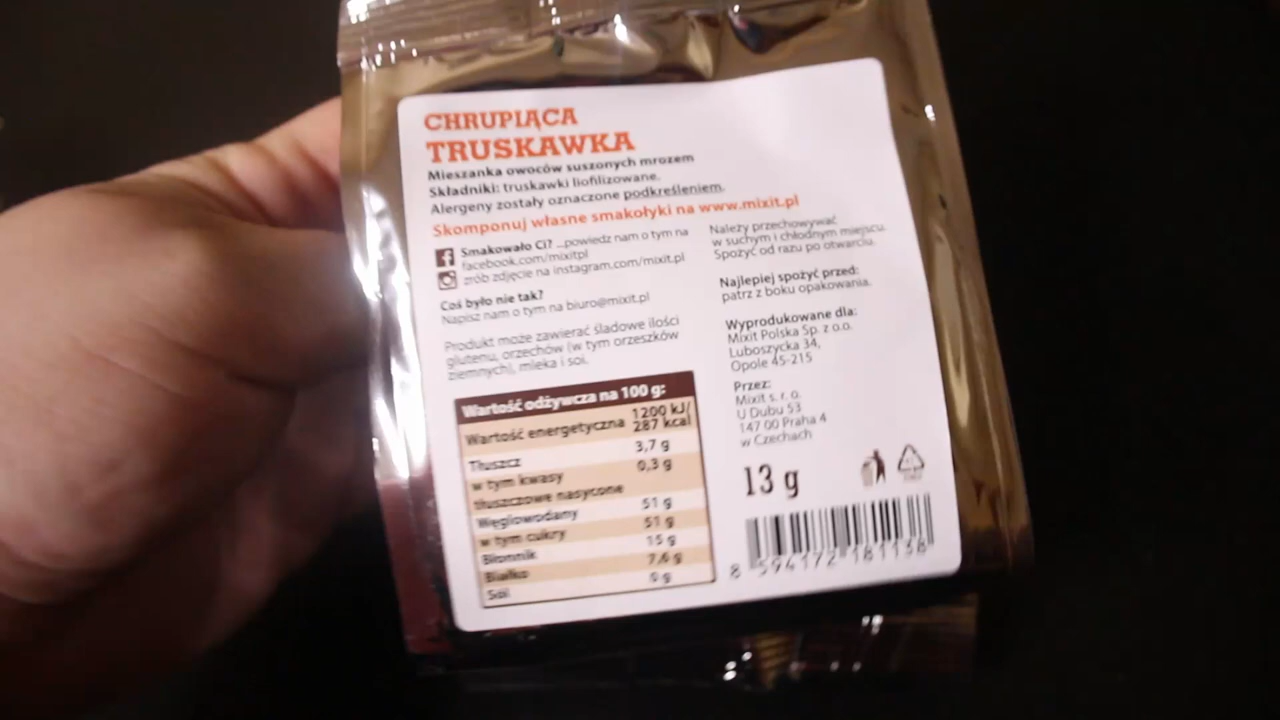 CHRUPIĄCA
TRUSKAWKA
Mieszanka owoców suszonych mrozem
Składniki: truskawki liofilizowane.
Alergeny zostały oznaczone podkreśleniem.
Skomponuj własne smakołyki na www.mixit.pl
Smakowało Ci? ...powiedz nam o tym na
facebook.com/mixitpl
zrób zdjęcie na instagram.com/mixit.pl
Coś było nie tak?
Napisz nam o tym na biuro@mixit.pl
Produkt może zawierać śladowe ilości
glutenu, orzechów (w tym orzeszków
ziemnych), mleka i soi.
Wartość odżywcza na 100 g:
Wartość energetyczna 1200 kJ/
287 kcal
Tłuszcz 3,7 g
w tym kwasy 0,3 g
tłuszczowe nasycone
Węglowodany 51 g
w tym cukry 51 g
Błonnik 15 g
Białko 7,6 g
Sól 0 g
Należy przechowywać
w suchym i chłodnym miejscu.
Spożyć od razu po otwarciu.
Najlepiej spożyć przed:
patrz z boku opakowania.
Wyprodukowane dla:
Mixit Polska Sp. z o.o.
Luboszycka 34,
Opole 45-215
Przez:
Mixit s. r. o.
U Dubu 53
147 00 Praha 4
w Czechach
13 g
8 594172 181138